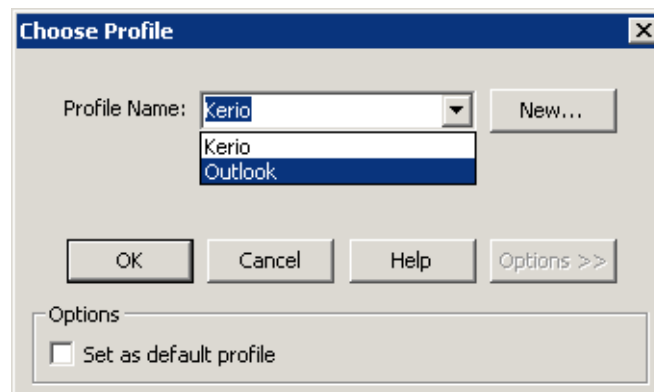 Choose Profile
Profile Name: Kerio New...
Kerio
Outlook
OK Cancel Help Options >>
Options
Set as default profile